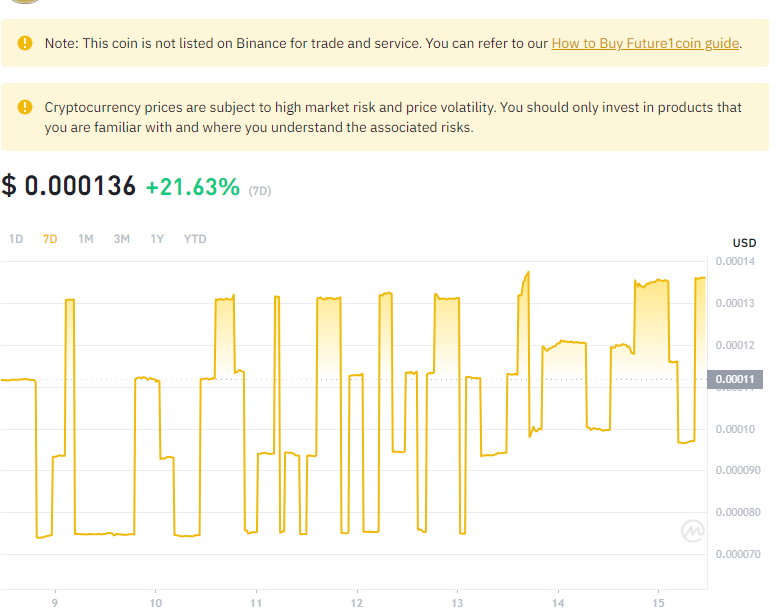 Note: This coin is not listed on Binance for trade and service. You can refer to our How to Buy Future1coin guide.
Cryptocurrency prices are subject to high market risk and price volatility. You should only invest in products that
you are familiar with and where you understand the associated risks.
$ 0.000136 +21.63% (7D)
1D 7D 1M 3M 1Y YTD
USD
0.00014
0.00013
0.00012
0.00011
0.00010
0.000090
0.000080
0.000070
9 10 11 12 13 14 15